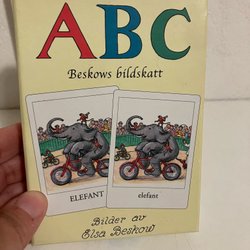 ABC
Beskows bildskatt
ELEFANT
elefant
Bilder av
Elsa Beskow